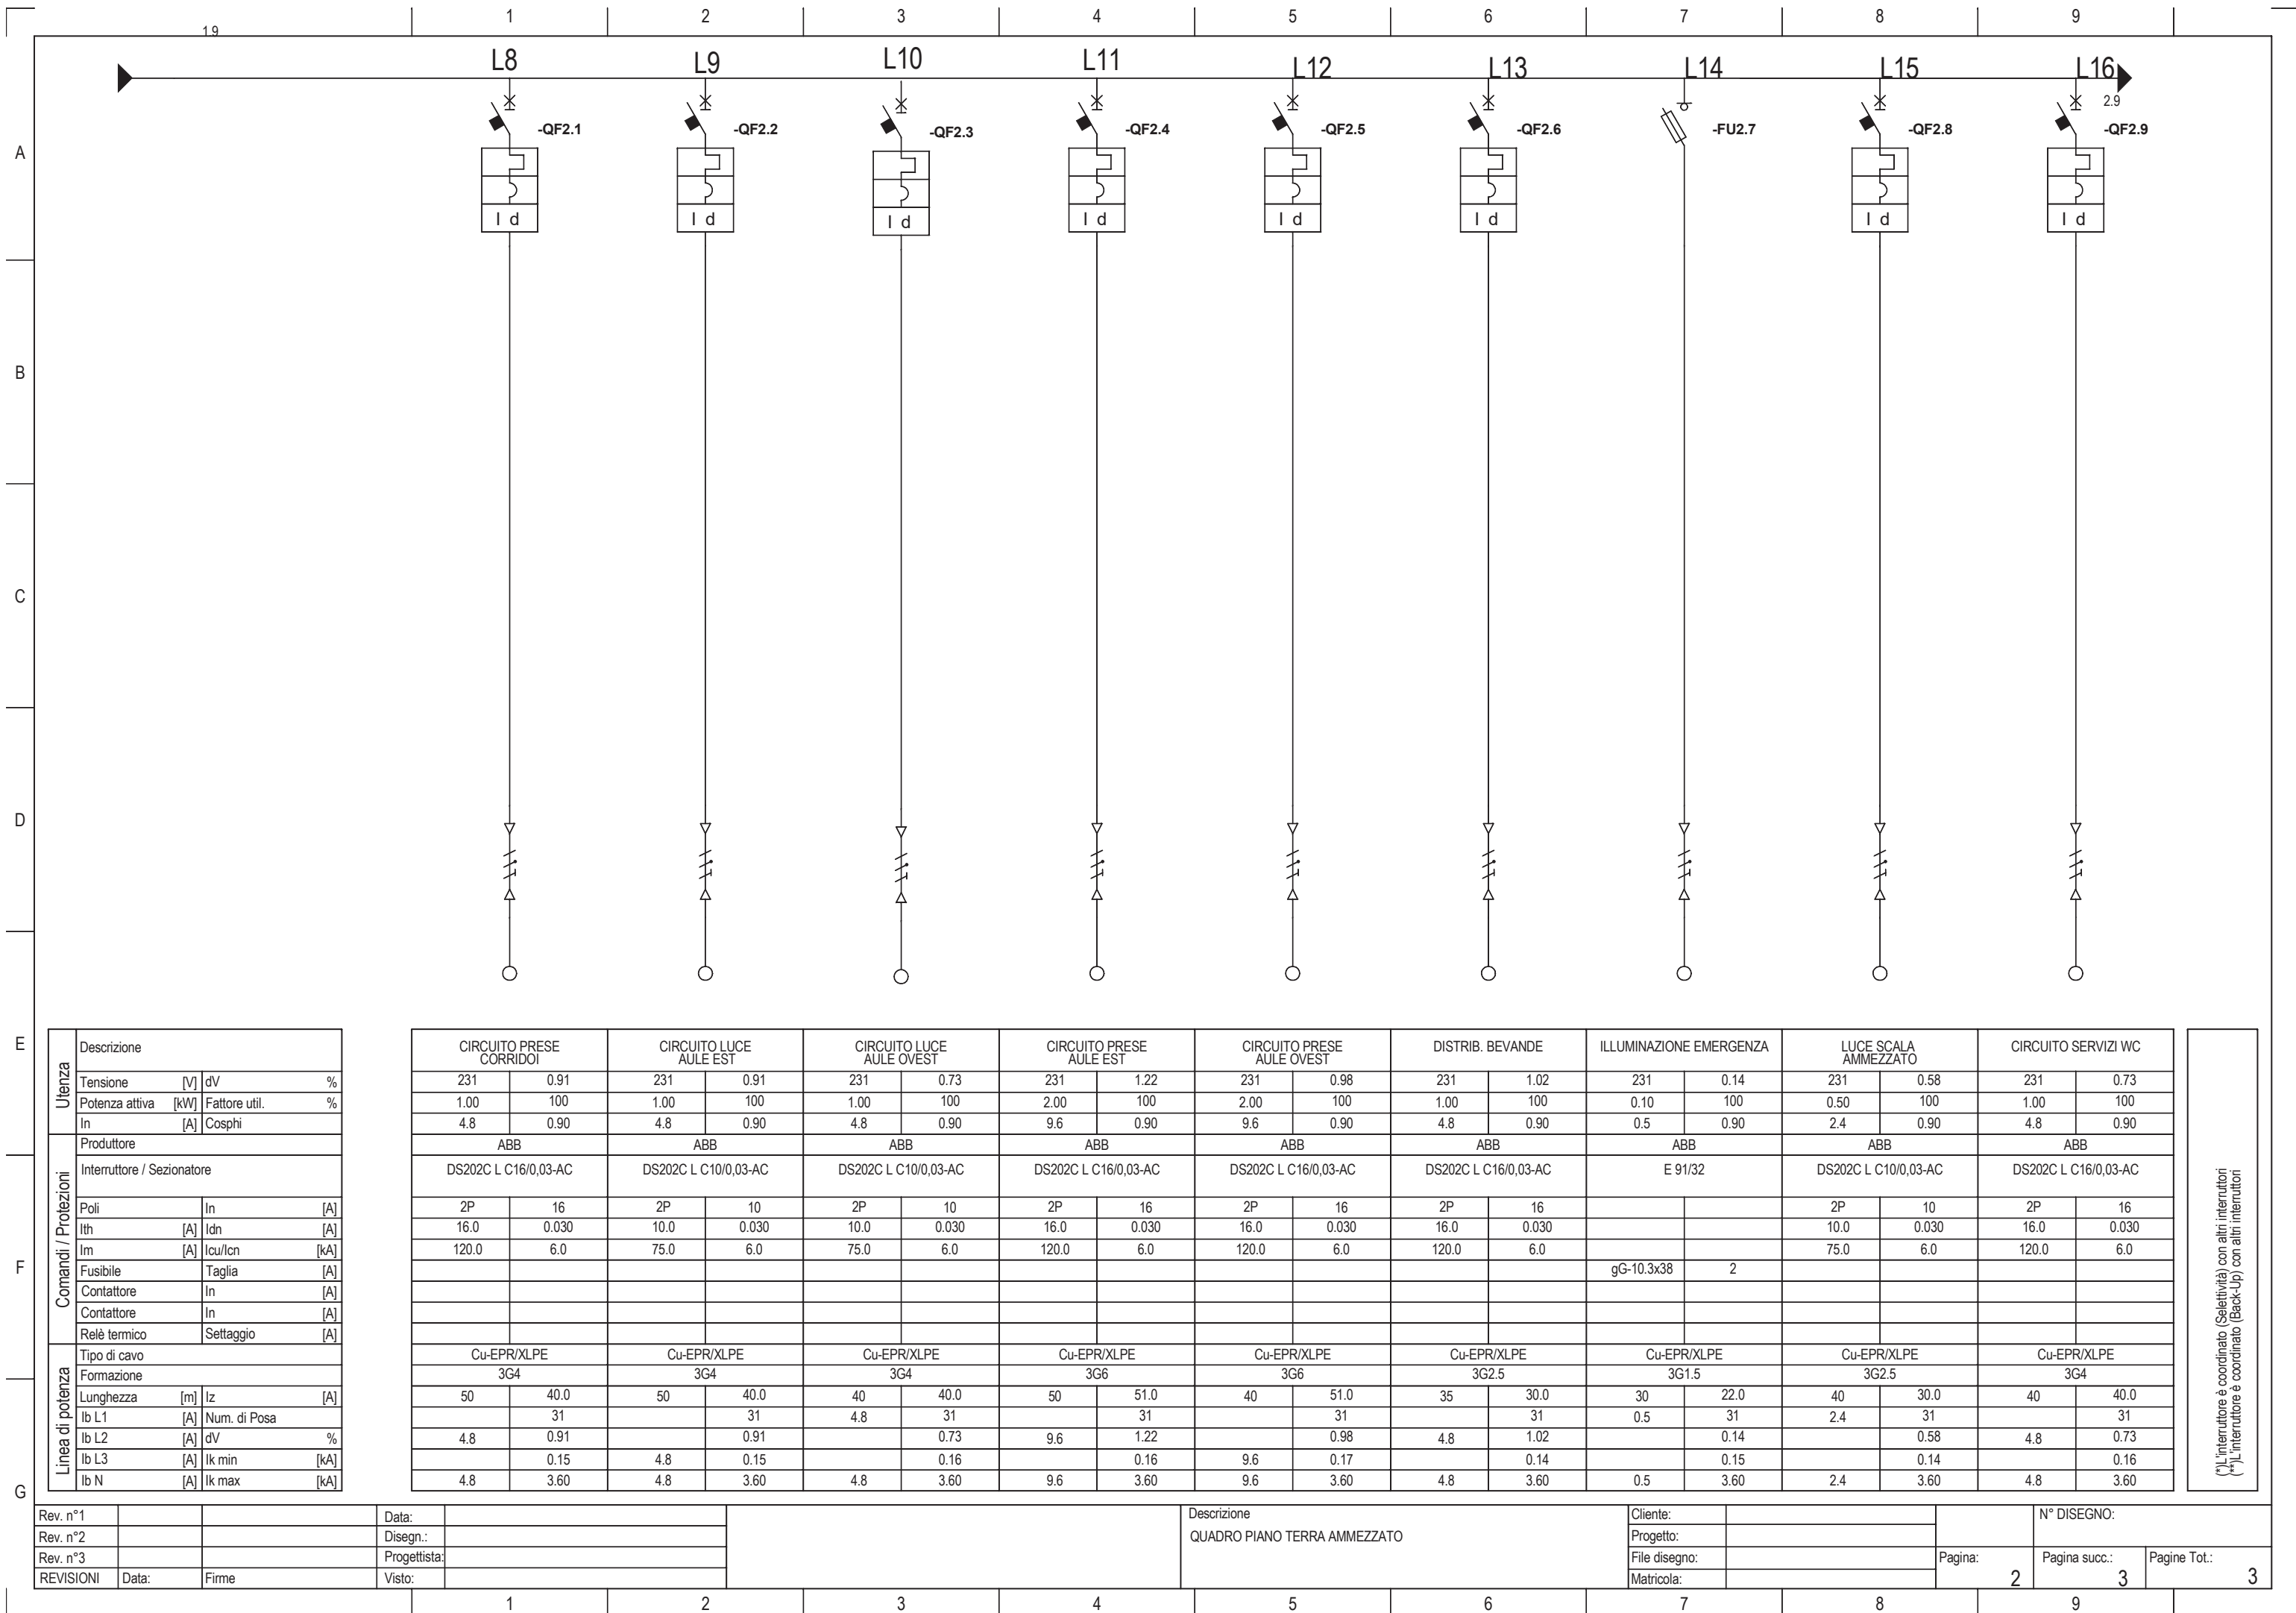 1 2 3 4 5 6 7 8 9
1.9
L8 L9 L10 L11 L12 L13 L14 L15 L16
2.9
-QF2.1 -QF2.2 -QF2.3 -QF2.4 -QF2.5 -QF2.6 -FU2.7 -QF2.8 -QF2.9
A
I d I d I d I d I d I d I d I d
B
C
D
E
Utenza
Descrizione CIRCUITO PRESE CIRCUITO LUCE CIRCUITO LUCE CIRCUITO PRESE CIRCUITO PRESE DISTRIB. BEVANDE ILLUMINAZIONE EMERGENZA LUCE SCALA CIRCUITO SERVIZI WC
CORRIDOI AULE EST AULE OVEST AULE EST AULE OVEST AMMEZZATO
Tensione [V] dV % 231 0.91 231 0.91 231 0.73 231 1.22 231 0.98 231 1.02 231 0.14 231 0.58 231 0.73
Potenza attiva [kW] Fattore util. % 1.00 100 1.00 100 1.00 100 2.00 100 2.00 100 1.00 100 0.10 100 0.50 100 1.00 100
In [A] Cosphi 4.8 0.90 4.8 0.90 4.8 0.90 9.6 0.90 9.6 0.90 4.8 0.90 0.5 0.90 2.4 0.90 4.8 0.90
Comandi / Protezioni
Produttore ABB ABB ABB ABB ABB ABB ABB ABB ABB
Interruttore / Sezionatore DS202C L C16/0,03-AC DS202C L C10/0,03-AC DS202C L C10/0,03-AC DS202C L C16/0,03-AC DS202C L C16/0,03-AC DS202C L C16/0,03-AC E 91/32 DS202C L C10/0,03-AC DS202C L C16/0,03-AC
Poli In [A] 2P 16 2P 10 2P 10 2P 16 2P 16 2P 16 2P 10 2P 16
Ith [A] Idn [A] 16.0 0.030 10.0 0.030 10.0 0.030 16.0 0.030 16.0 0.030 16.0 0.030 10.0 0.030 16.0 0.030
Im [A] Icu/Icn [kA] 120.0 6.0 75.0 6.0 75.0 6.0 120.0 6.0 120.0 6.0 120.0 6.0 75.0 6.0 120.0 6.0
F
Fusibile Taglia [A] gG-10.3x38 2
Contattore In [A]
Contattore In [A]
Relè termico Settaggio [A]
Linea di potenza
Tipo di cavo Cu-EPR/XLPE Cu-EPR/XLPE Cu-EPR/XLPE Cu-EPR/XLPE Cu-EPR/XLPE Cu-EPR/XLPE Cu-EPR/XLPE Cu-EPR/XLPE Cu-EPR/XLPE
Formazione 3G4 3G4 3G4 3G6 3G6 3G2.5 3G1.5 3G2.5 3G4
Lunghezza [m] Iz [A] 50 40.0 50 40.0 40 40.0 50 51.0 40 51.0 35 30.0 30 22.0 40 30.0 40 40.0
Ib L1 [A] Num. di Posa 31 31 4.8 31 31 31 31 0.5 31 2.4 31 31
Ib L2 [A] dV % 4.8 0.91 0.91 0.73 9.6 1.22 0.98 4.8 1.02 0.14 0.58 4.8 0.73
Ib L3 [A] Ik min [kA] 0.15 4.8 0.15 0.16 0.16 9.6 0.17 0.14 0.15 0.14 0.16
Ib N [A] Ik max [kA] 4.8 3.60 4.8 3.60 4.8 3.60 9.6 3.60 9.6 3.60 4.8 3.60 0.5 3.60 2.4 3.60 4.8 3.60
G
(*)L'interruttore è coordinato (Selettività) con altri interruttori
(**)L'interruttore è coordinato (Back-Up) con altri interruttori
Rev. n°1 Data: Descrizione Cliente: N° DISEGNO:
Rev. n°2 Disegn.: QUADRO PIANO TERRA AMMEZZATO Progetto:
Rev. n°3 Progettista: File disegno: Pagina: Pagina succ.: Pagine Tot.:
REVISIONI Data: Firme Visto: Matricola: 2 3 3
1 2 3 4 5 6 7 8 9